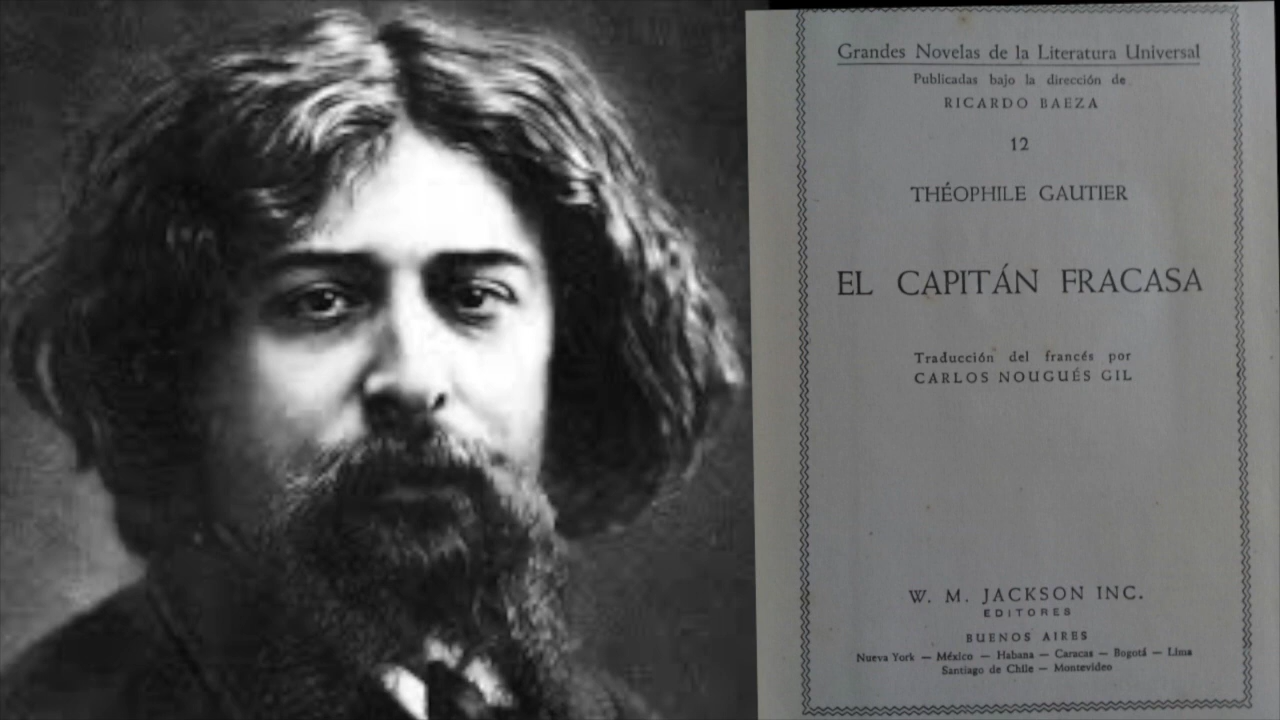 Grandes Novelas de la Literatura Universal
Publicadas bajo la dirección de
RICARDO BAEZA
12
THÉOPHILE GAUTIER
EL CAPITÁN FRACASA
Traducción del francés por
CARLOS NOUGUÉS GIL
W. M. JACKSON INC.
EDITORES
BUENOS AIRES
Nueva York — México — Habana — Caracas — Bogotá — Lima
Santiago de Chile — Montevideo